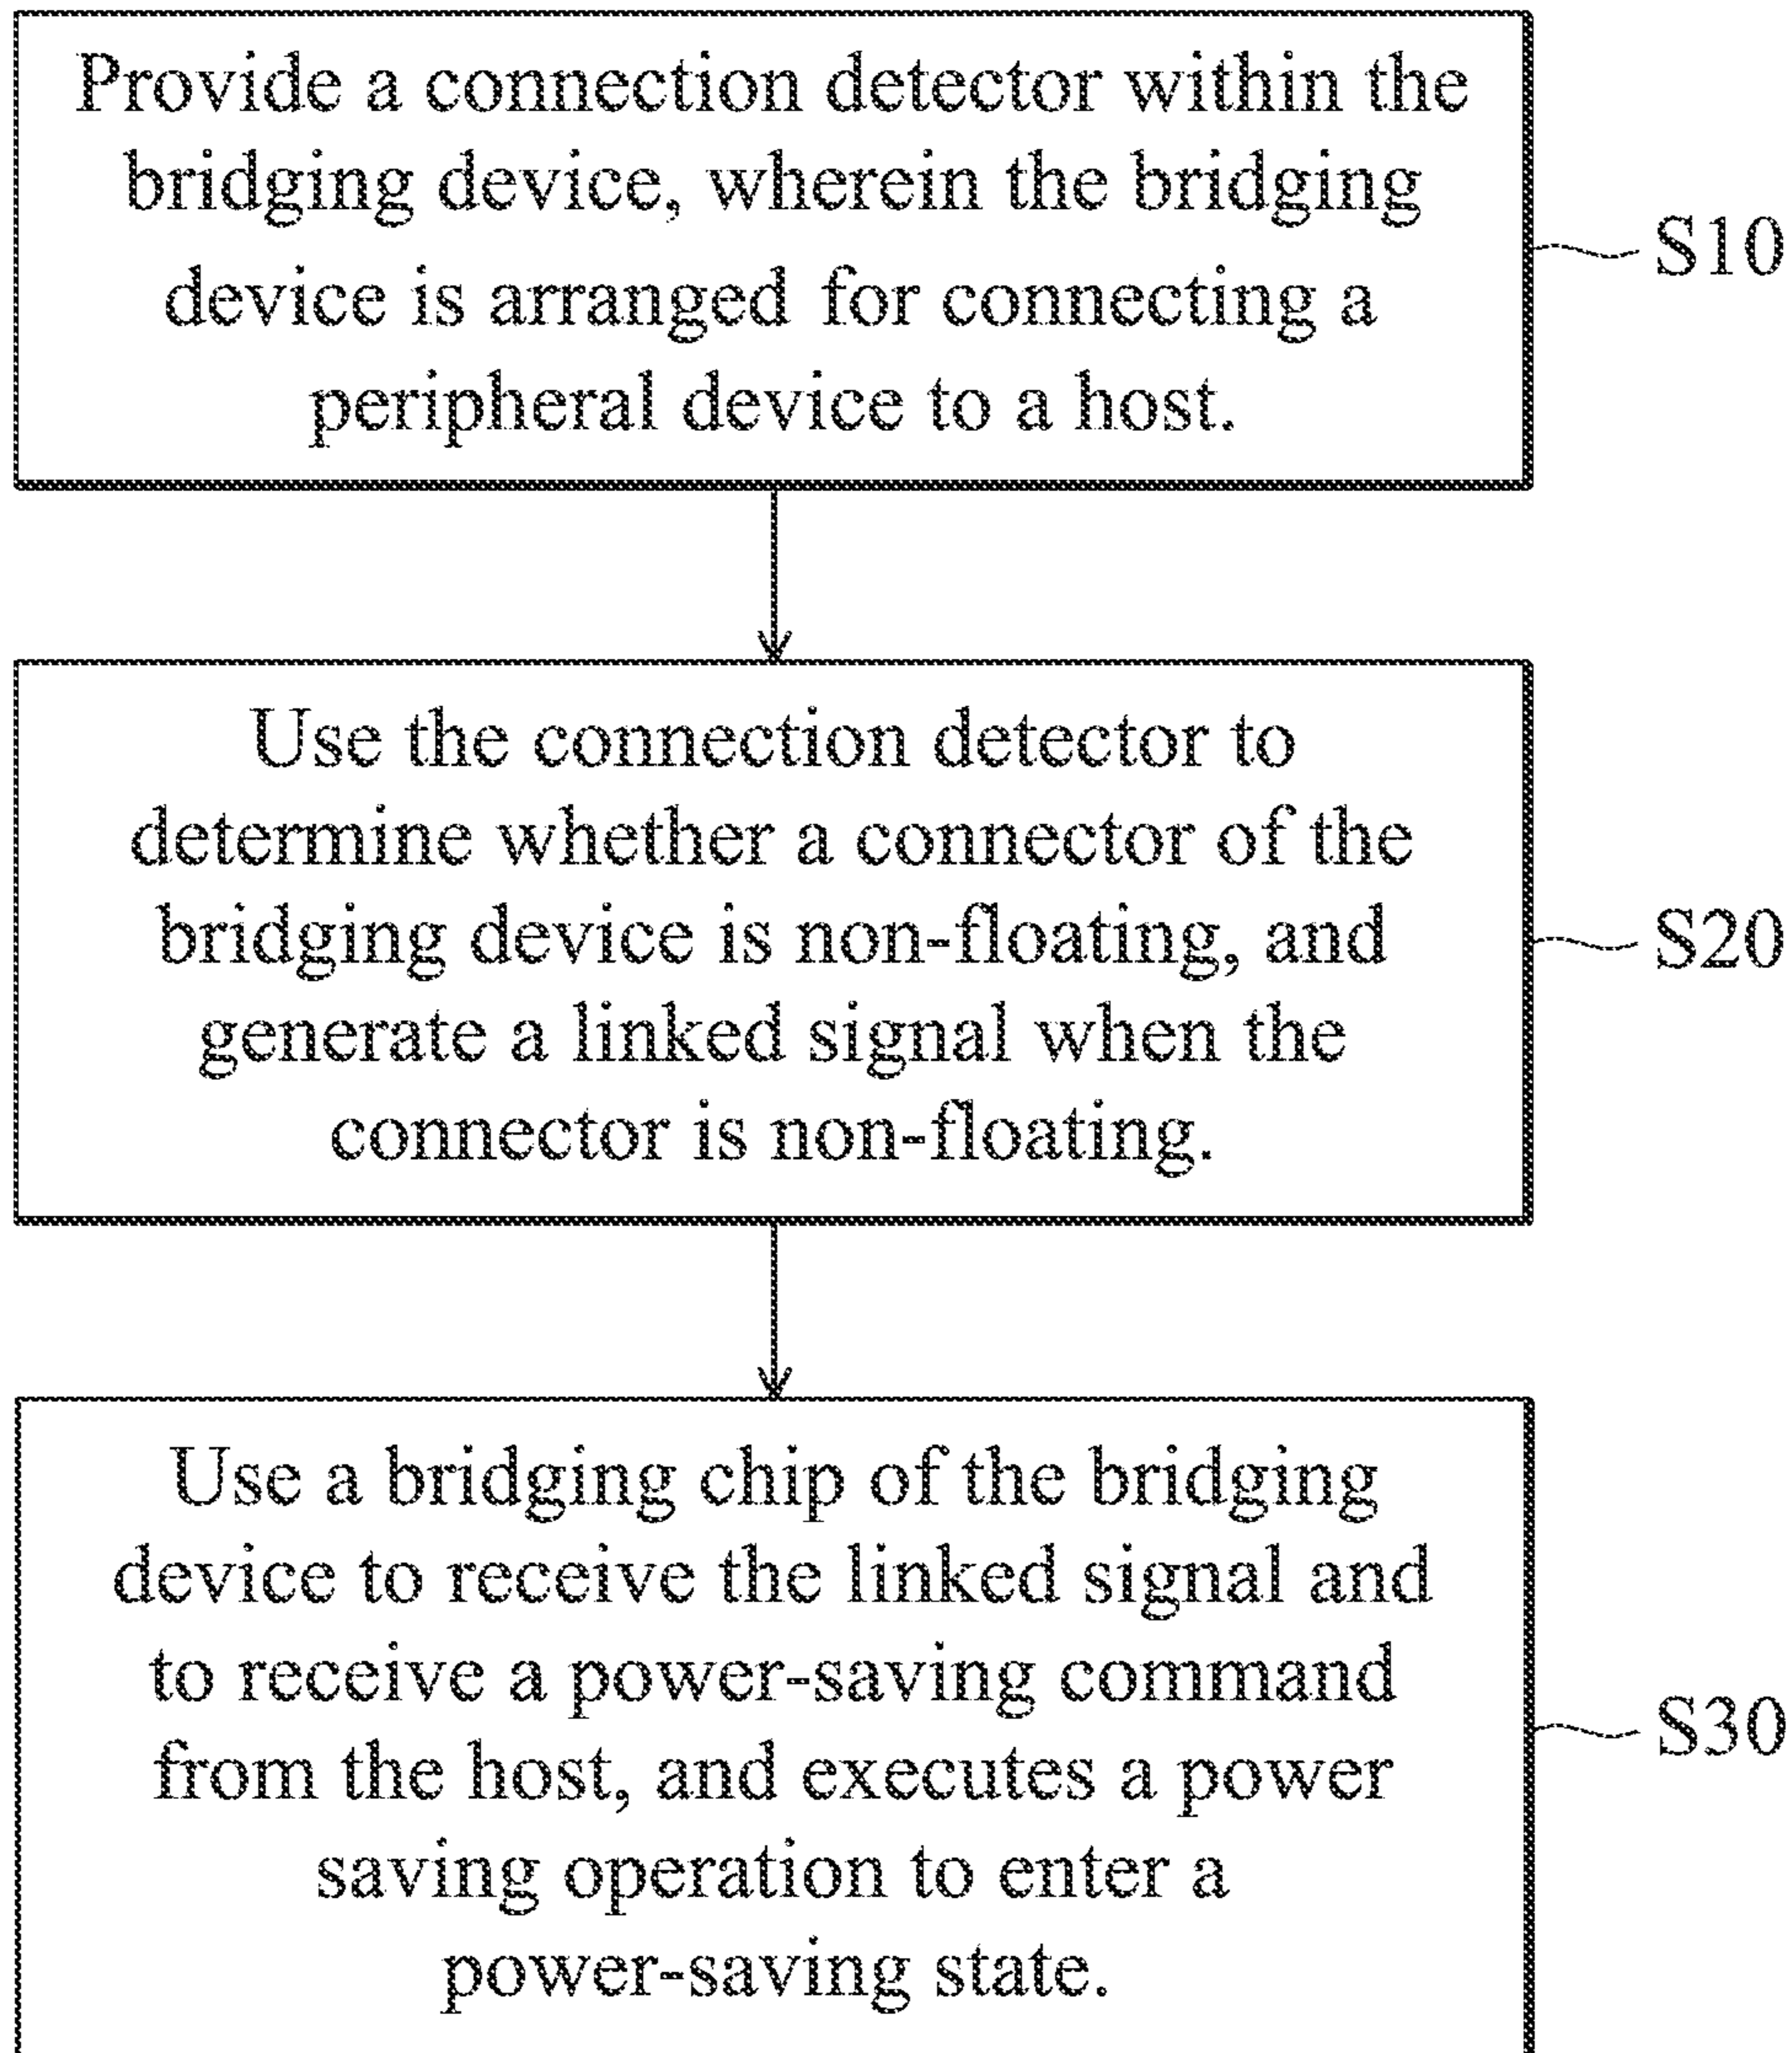 Provide a connection detector within the
bridging device, wherein the bridging
device is arranged for connecting a
peripheral device to a host.
S10
Use the connection detector to
determine whether a connector of the
bridging device is non-floating, and
generate a linked signal when the
connector is non-floating.
S20
Use a bridging chip of the bridging
device to receive the linked signal and
to receive a power-saving command
from the host, and executes a power
saving operation to enter a
power-saving state.
S30